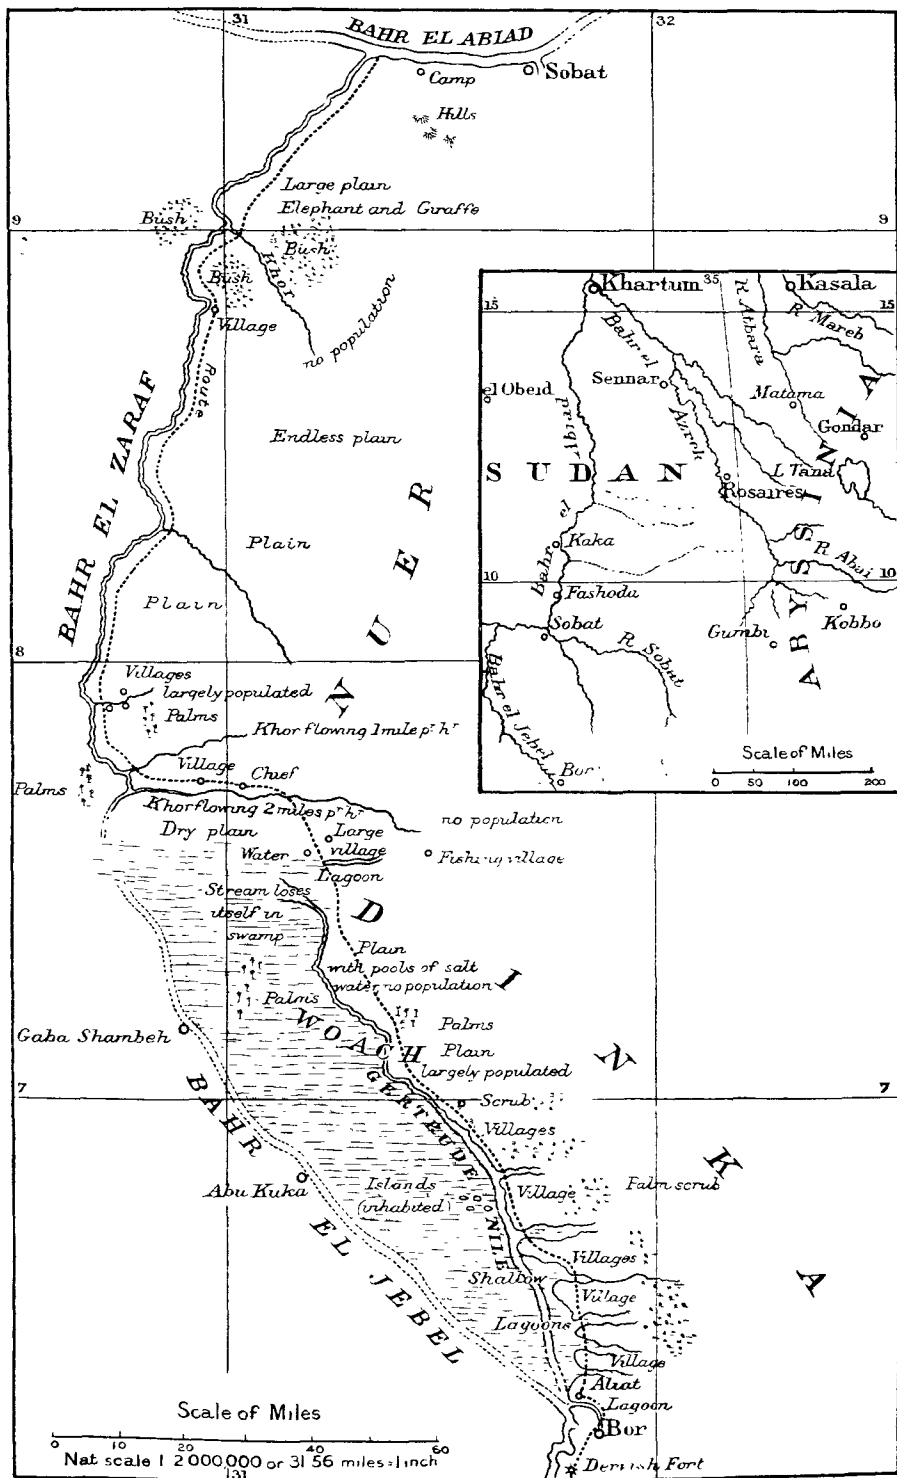 31
32
BAHR EL ABIAD
Camp
Sobat
Hills
Large plain
Elephant and Giraffe
9
Bush
Bush
9
Bush
Khor
no population
Village
Route
BAHR EL ZARAF
Endless plain
Plain
Plain
NUER
8
Villages
largely populated
Palms
Khor flowing 1 mile pr hr
Village
Chief
Palms
Khor flowing 2 miles pr hr
no population
Dry plain
Large
village
Water
Fishing village
Lagoon
Stream loses
itself in
swamp
DINKA
Plain
with pools of salt
water no population
Palms
Palms
Gaba Shambeh
WOACH
Plain
largely populated
7
7
GERTRUDE NILE
Scrub
Villages
BAHR EL JEBEL
Abu Kuka
Islands
(inhabited)
Village
Palm scrub
Villages
Shallow
Village
Lagoons
Village
Aliat
Lagoon
Bor
Dervish Fort
Scale of Miles
0 10 20 40 60
Nat scale 1 2000,000 or 31 56 miles = 1 inch
31
Khartum
35
Kasala
15
15
R Mareb
R Atbara
Bahr el Azrek
Sennar
el Obeid
Matama
Gondar
Bahr el Abiad
SUDAN
L Tana
Rosaires
ABYSSINIA
Kaka
R Abai
10
10
Fashoda
Kobbo
Sobat
Gumbi
R Sobat
Bahr el Jebel
Bor
Scale of Miles
0 50 100 200